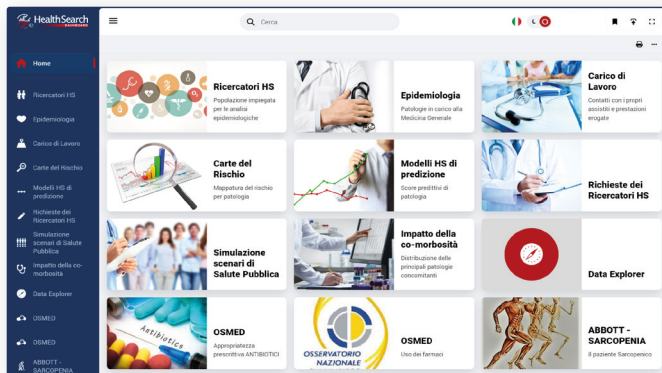 HealthSearch
DASHBOARD
Cerca
Home
Ricercatori HS
Epidemiologia
Carico di Lavoro
Carte del Rischio
Modelli HS di
predizione
Richieste dei
Ricercatori HS
Simulazione
scenari di Salute
Pubblica
Impatto della co-
morbosità
Data Explorer
OSMED
OSMED
ABBOTT -
SARCOPENIA
Ricercatori HS
Popolazione impiegata
per le analisi
epidemiologiche
Epidemiologia
Patologie in carico alla
Medicina Generale
Carico di
Lavoro
Contatti con i propri
assistiti e prestazioni
erogate
Carte del
Rischio
Mappatura del rischio
per patologia
Modelli HS di
predizione
Score predittivi di
patologia
Richieste dei
Ricercatori HS
Simulazione
scenari di
Salute Pubblica
Impatto della
co-morbosità
Distribuzione delle
principali patologie
concomitanti
Data Explorer
Antibiotics
OSMED
Appropriatezza
prescrittiva ANTIBIOTICI
OSSERVATORIO
NAZIONALE
OSMED
Uso dei farmaci
ABBOTT -
SARCOPENIA
Il paziente Sarcopenico